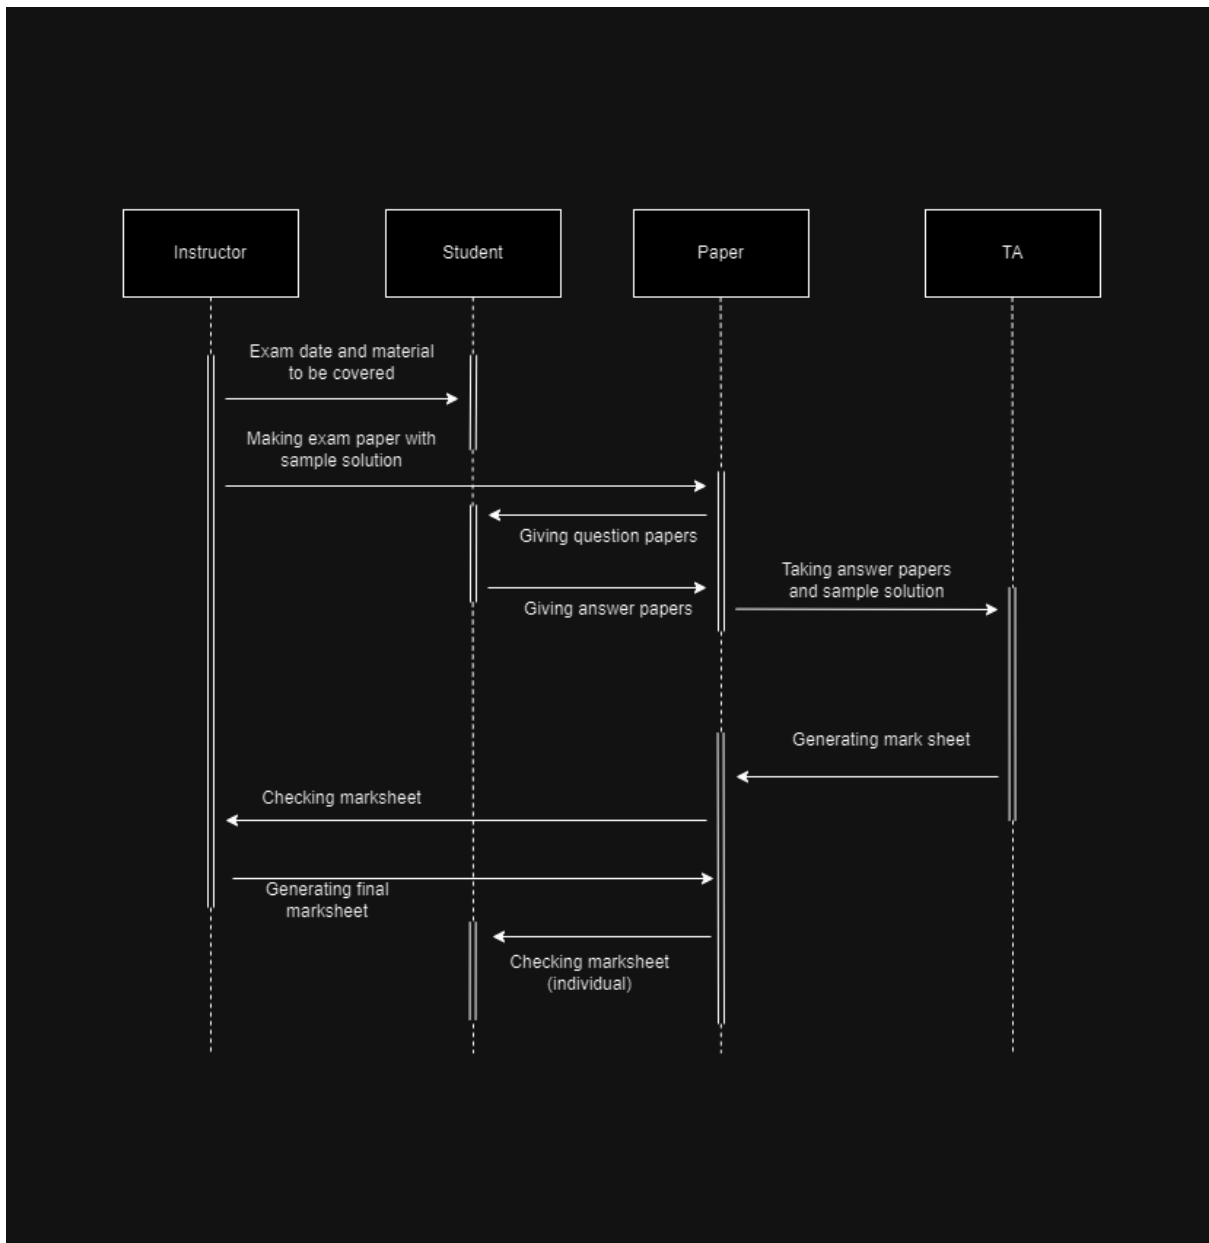 Instructor
Student
Paper
TA
Exam date and material
to be covered
Making exam paper with
sample solution
Giving question papers
Taking answer papers
and sample solution
Giving answer papers
Generating mark sheet
Checking marksheet
Generating final
marksheet
Checking marksheet
(individual)